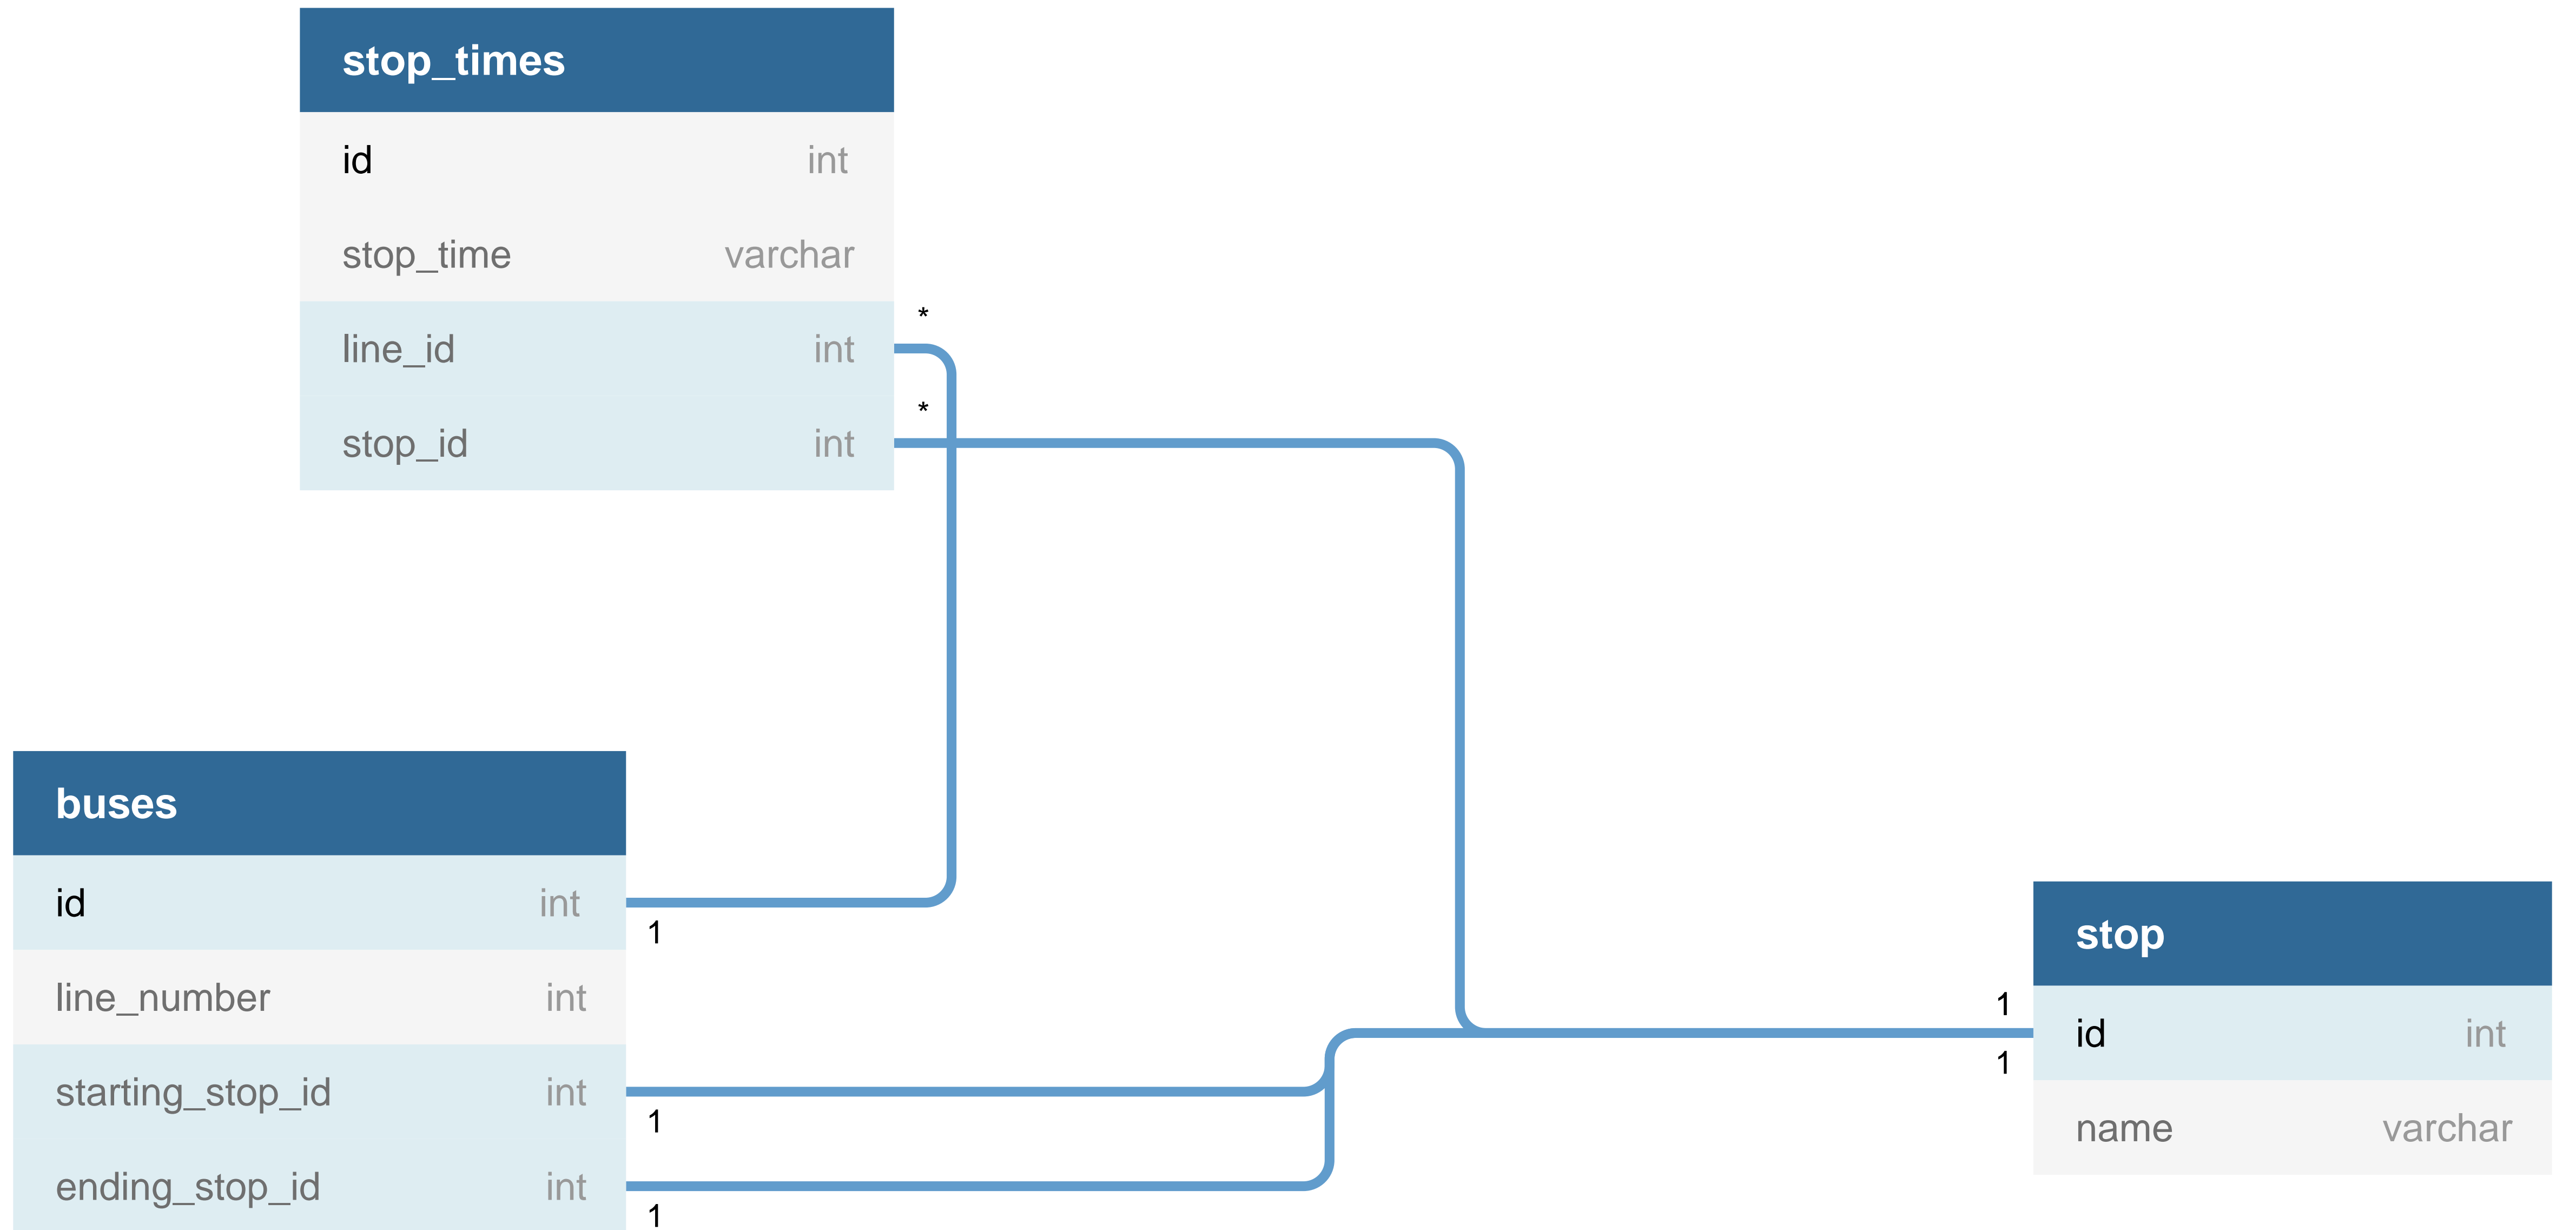 stop_times
id int
stop_time varchar
*
line_id int
*
stop_id int
buses
id int
1
line_number int
starting_stop_id int
1
ending_stop_id int
1
stop
1
id int
1
name varchar